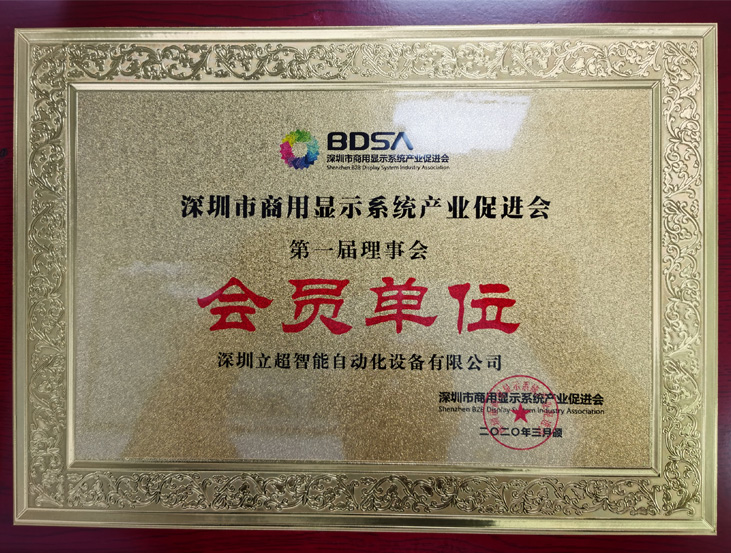 BDSA
深圳市商用显示系统产业促进会
Shenzhen B2B Display System Industry Association
深圳市商用显示系统产业促进会
第一届理事会
会员单位
深圳立超智能自动化设备有限公司
深圳市商用显示系统产业促进会
Shenzhen B2B Display System Industry Association
二〇二〇年三月颁